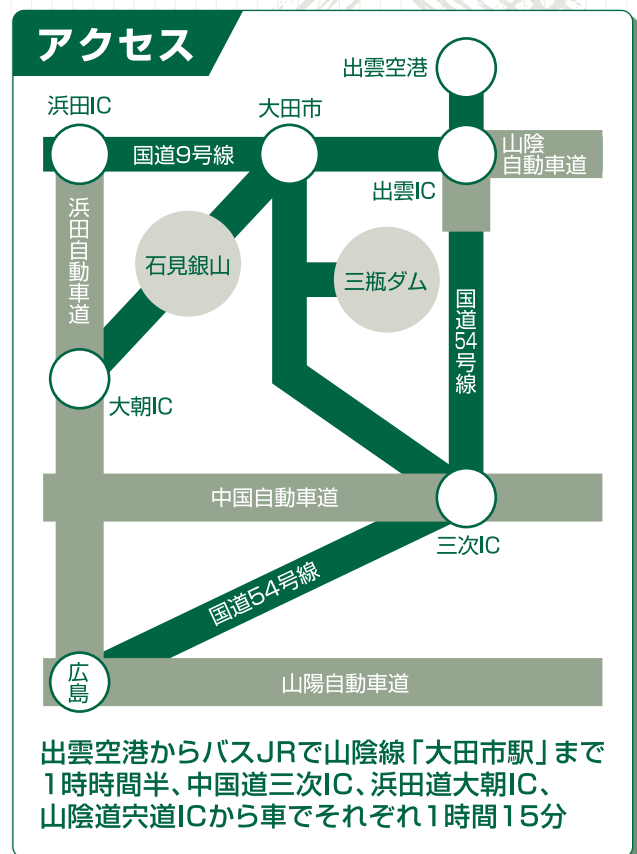 アクセス
出雲空港
浜田IC
大田市
国道9号線
山陰
自動車道
出雲IC
浜田自動車道
石見銀山
三瓶ダム
国道54号線
大朝IC
中国自動車道
三次IC
国道54号線
広島
山陽自動車道
出雲空港からバスJRで山陰線「大田市駅」まで
1時時間半、中国道三次IC、浜田道大朝IC、
山陰道宍道ICから車でそれぞれ1時間15分